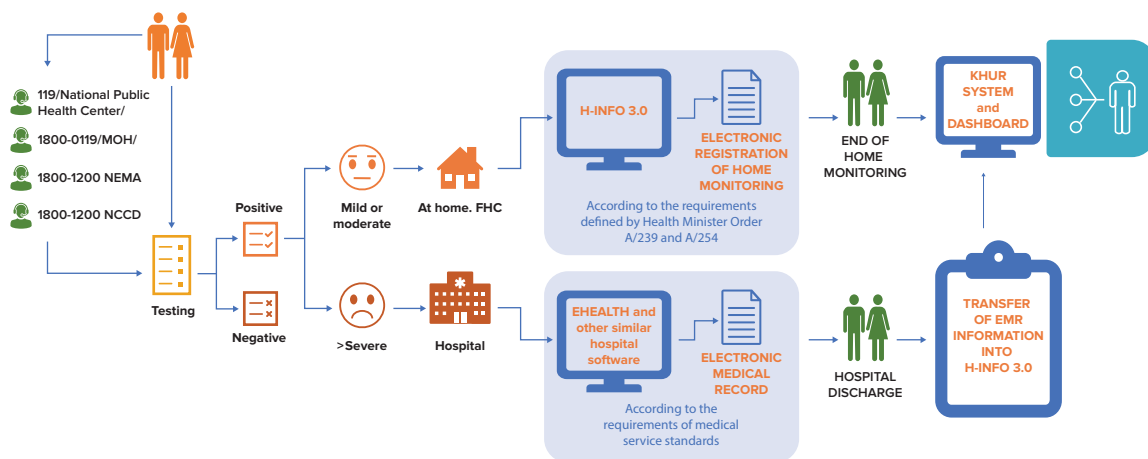 119/National Public
Health Center/
1800-0119/MOH/
1800-1200 NEMA
1800-1200 NCCD
Testing
Positive
Negative
Mild or
moderate
At home. FHC
>Severe
Hospital
H-INFO 3.0
ELECTRONIC
REGISTRATION
OF HOME
MONITORING
According to the requirements
defined by Health Minister Order
A/239 and A/254
EHEALTH and
other similar
hospital
software
ELECTRONIC
MEDICAL
RECORD
According to the
requirements of medical
service standards
END OF
HOME
MONITORING
HOSPITAL
DISCHARGE
KHUR
SYSTEM
and
DASHBOARD
TRANSFER
OF EMR
INFORMATION
INTO
H-INFO 3.0